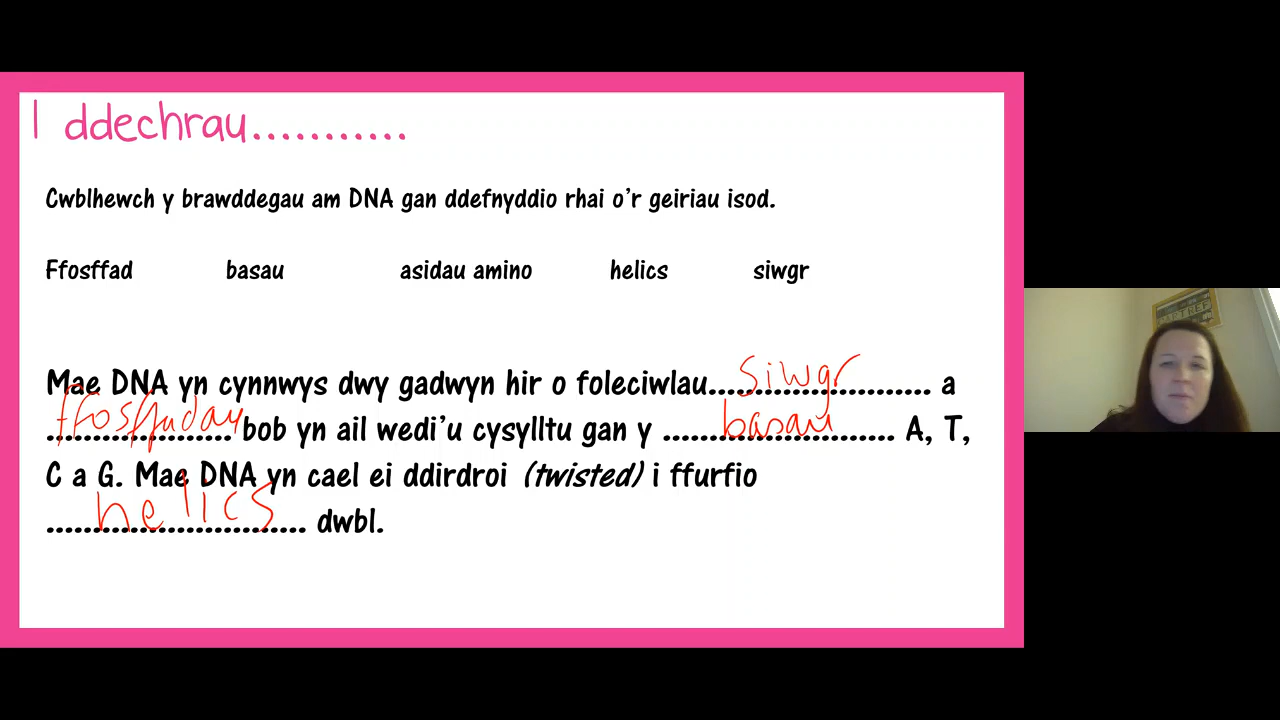 I ddechrau...........
Cwblhewch y brawddegau am DNA gan ddefnyddio rhai o'r geiriau isod.
Ffosffad basau asidau amino helics siwgr
Mae DNA yn cynnwys dwy gadwyn hir o foleciwlau siwgr a
ffosffadau bob yn ail wedi'u cysylltu gan y basau A, T,
C a G. Mae DNA yn cael ei ddirdroi (twisted) i ffurfio
helics dwbl.